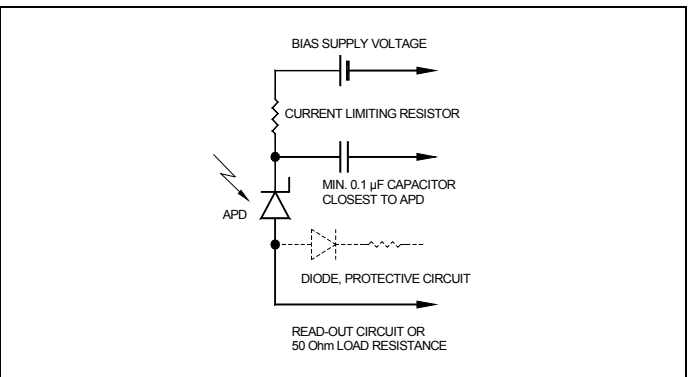 BIAS SUPPLY VOLTAGE
CURRENT LIMITING RESISTOR
MIN. 0.1 µF CAPACITOR
CLOSEST TO APD
APD
DIODE, PROTECTIVE CIRCUIT
READ-OUT CIRCUIT OR
50 Ohm LOAD RESISTANCE